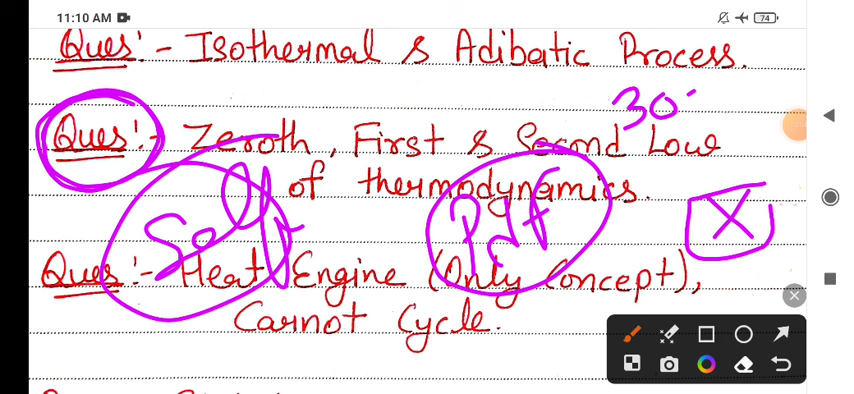 11:10 AM
74
Ques:- Isothermal & Adibatic Process.
30
Ques:- Zeroth, First & Second Low
of thermodynamics.
Self
Pdf
X
Ques:- Heat Engine (Only Concept),
Carnot Cycle.